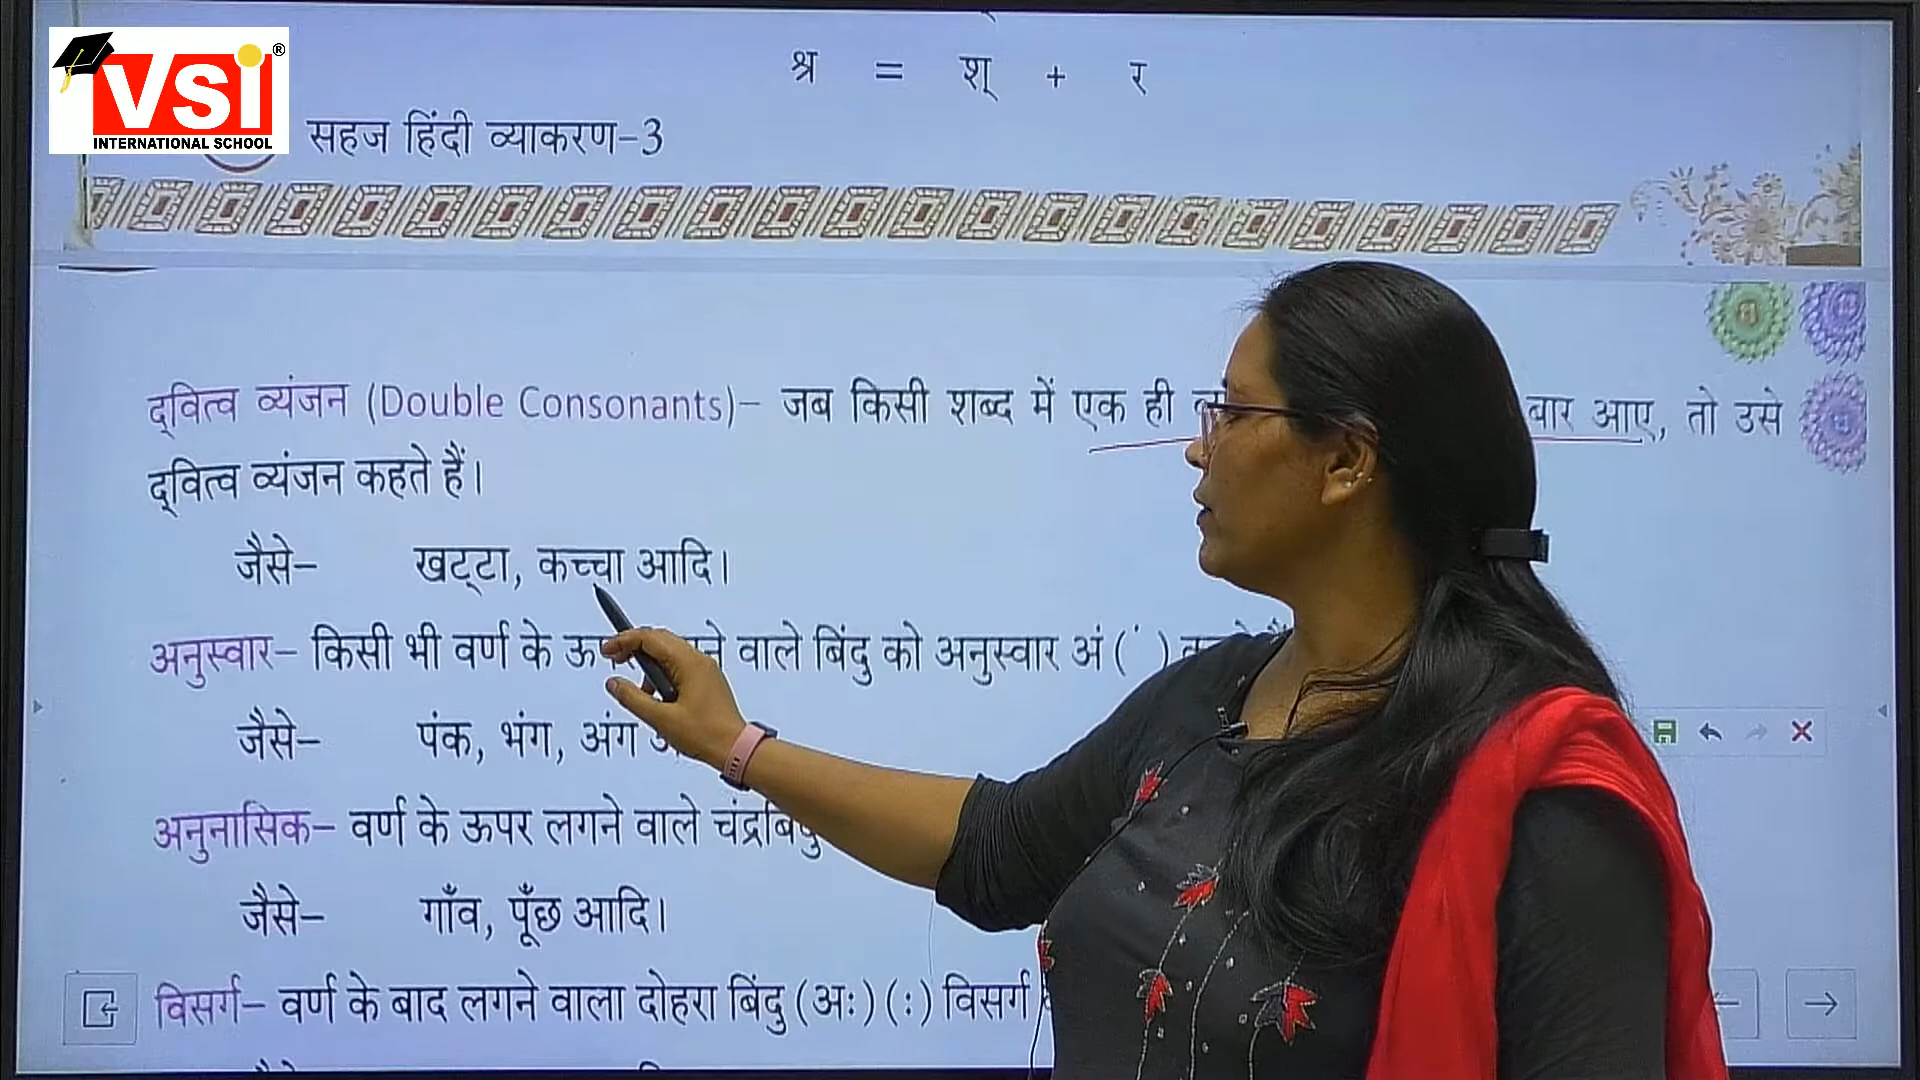 VSI®
INTERNATIONAL SCHOOL
श्र = श् + र
सहज हिंदी व्याकरण-3
द्‌वित्व व्यंजन (Double Consonants)– जब किसी शब्द में एक ही बार आए, तो उसे
द्‌वित्व व्यंजन कहते हैं।
जैसे– खट्‌टा, कच्चा आदि।
अनुस्वार– किसी भी वर्ण के वाले बिंदु को अनुस्वार अं ( ं )
जैसे– पंक, भंग, अंग
अनुनासिक– वर्ण के ऊपर लगने वाले चंद्रबिंदु
जैसे– गाँव, पूँछ आदि।
विसर्ग– वर्ण के बाद लगने वाला दोहरा बिंदु (अः) (ः) विसर्ग